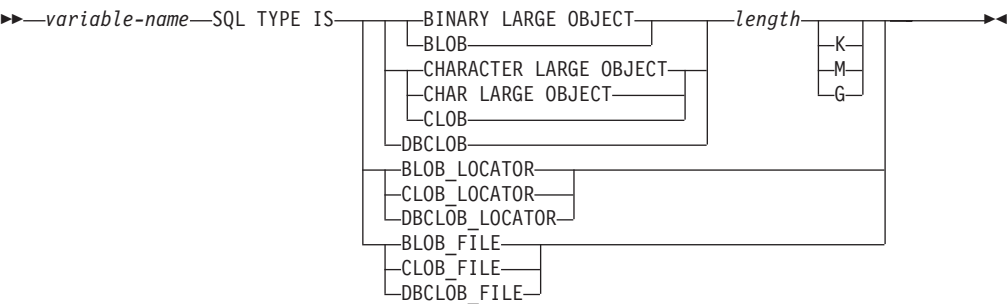 variable-name SQL TYPE IS BINARY LARGE OBJECT length
BLOB K
CHARACTER LARGE OBJECT M
CHAR LARGE OBJECT G
CLOB
DBCLOB
BLOB_LOCATOR
CLOB_LOCATOR
DBCLOB_LOCATOR
BLOB_FILE
CLOB_FILE
DBCLOB_FILE